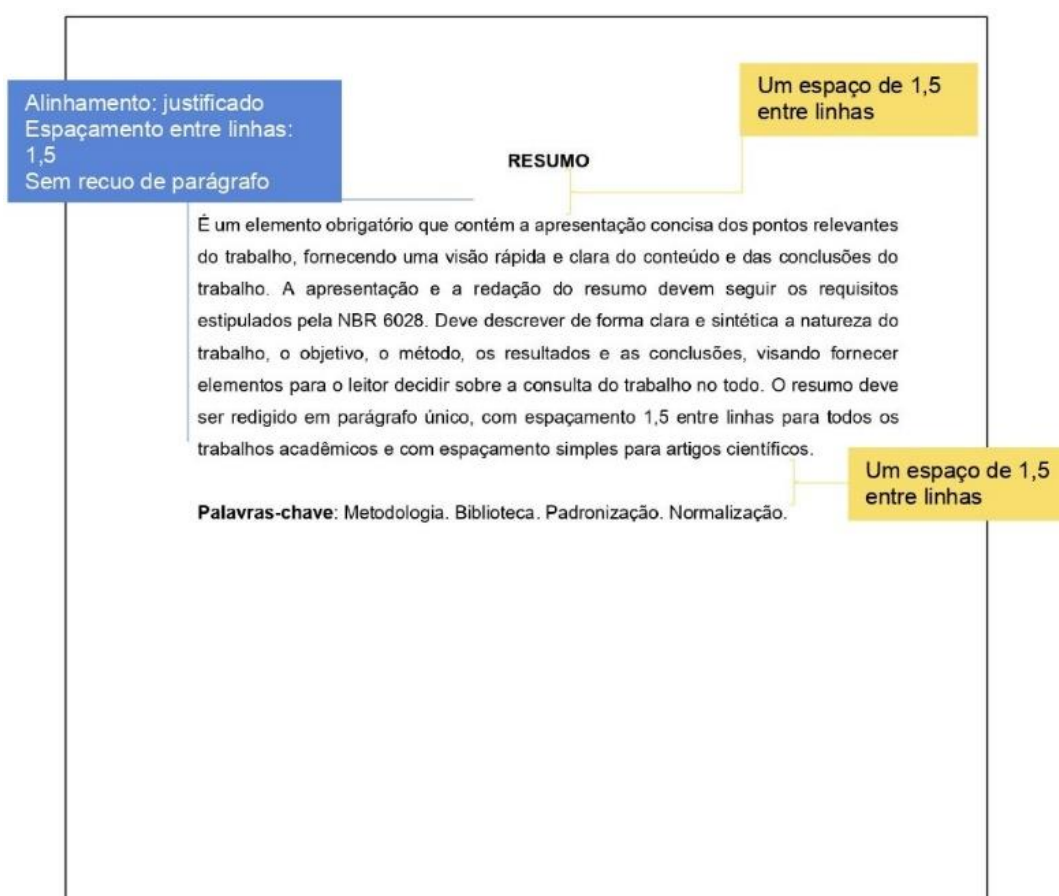 Alinhamento: justificado
Espaçamento entre linhas:
1,5
Sem recuo de parágrafo
Um espaço de 1,5
entre linhas
RESUMO
É um elemento obrigatório que contém a apresentação concisa dos pontos relevantes
do trabalho, fornecendo uma visão rápida e clara do conteúdo e das conclusões do
trabalho. A apresentação e a redação do resumo devem seguir os requisitos
estipulados pela NBR 6028. Deve descrever de forma clara e sintética a natureza do
trabalho, o objetivo, o método, os resultados e as conclusões, visando fornecer
elementos para o leitor decidir sobre a consulta do trabalho no todo. O resumo deve
ser redigido em parágrafo único, com espaçamento 1,5 entre linhas para todos os
trabalhos acadêmicos e com espaçamento simples para artigos científicos.
Um espaço de 1,5
entre linhas
Palavras-chave: Metodologia. Biblioteca. Padronização. Normalização.